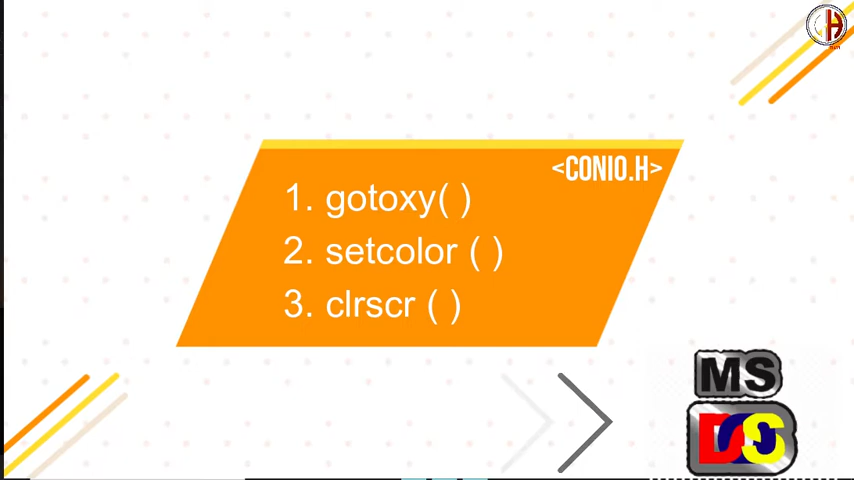 <CONIO.H>
1. gotoxy( )
2. setcolor ( )
3. clrscr ( )
MS
DOS